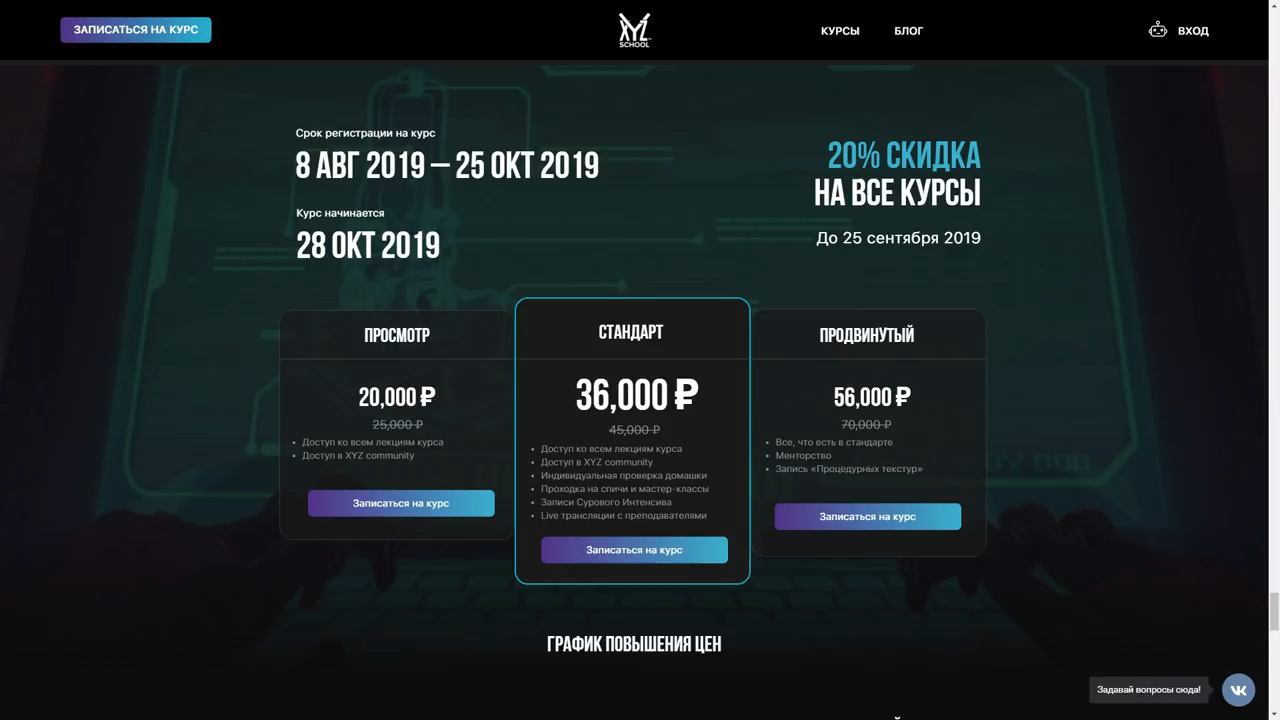 ЗАПИСАТЬСЯ НА КУРС
XYZ
SCHOOL
КУРСЫ
БЛОГ
ВХОД
Срок регистрации на курс
8 АВГ 2019 — 25 ОКТ 2019
Курс начинается
28 ОКТ 2019
20% СКИДКА
НА ВСЕ КУРСЫ
До 25 сентября 2019
ПРОСМОТР
20,000 ₽
25,000 ₽
• Доступ ко всем лекциям курса
• Доступ в XYZ community
Записаться на курс
СТАНДАРТ
36,000 ₽
45,000 ₽
• Доступ ко всем лекциям курса
• Доступ в XYZ community
• Индивидуальная проверка домашки
• Проходка на спичи и мастер-классы
• Записи Сурового Интенсива
• Live трансляции с преподавателями
Записаться на курс
ПРОДВИНУТЫЙ
56,000 ₽
70,000 ₽
• Все, что есть в стандарте
• Менторство
• Запись «Процедурных текстур»
Записаться на курс
ГРАФИК ПОВЫШЕНИЯ ЦЕН
Задавай вопросы сюда!